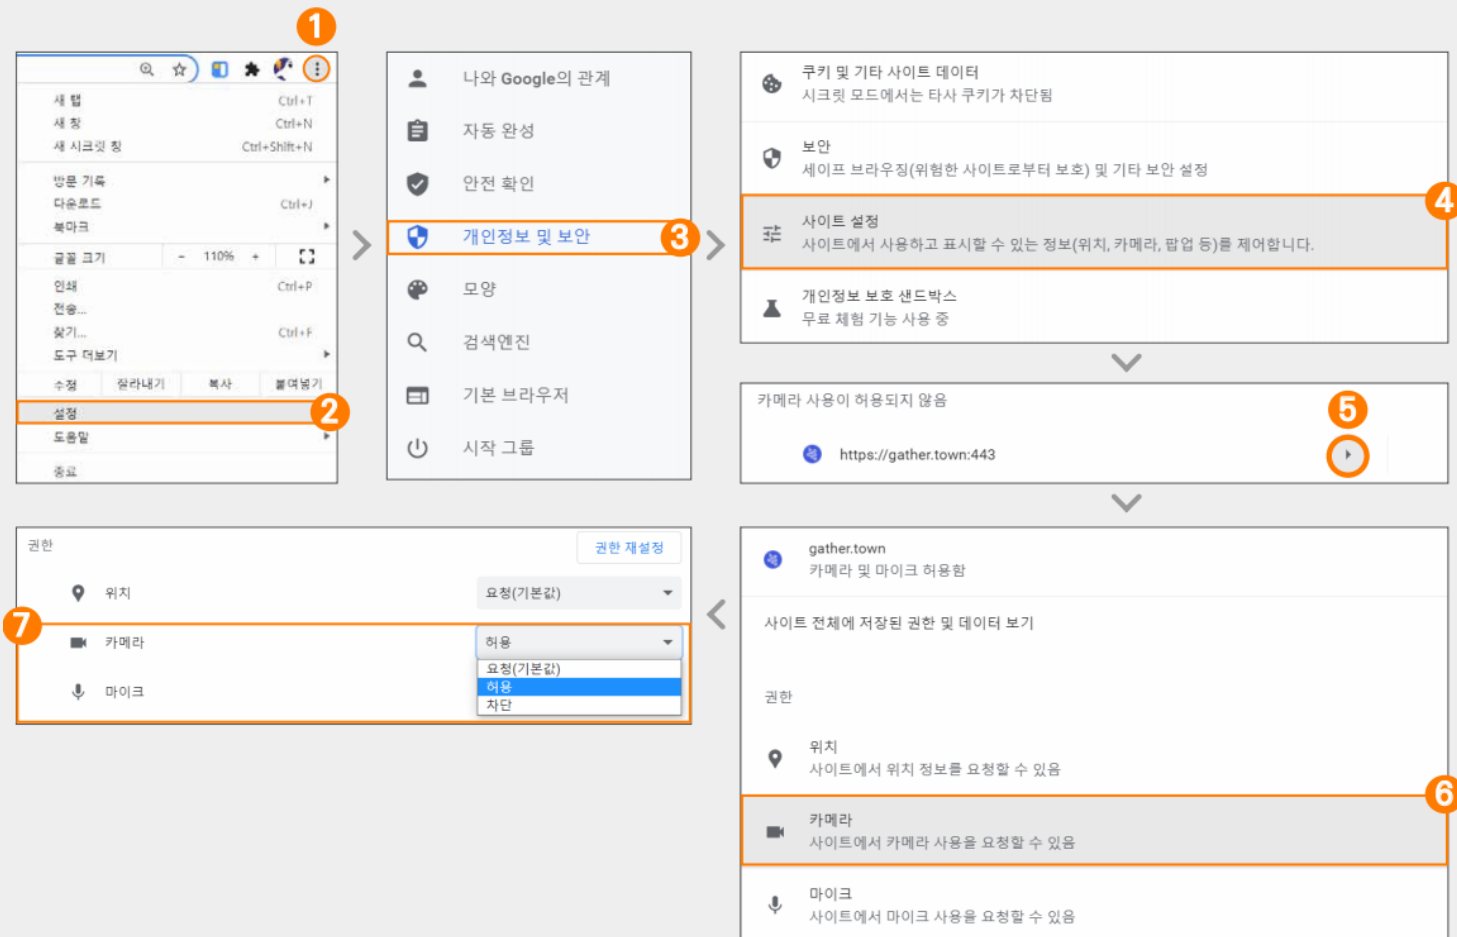 1
새 탭 Ctrl+T
새 창 Ctrl+N
새 시크릿 창 Ctrl+Shift+N
방문 기록
다운로드 Ctrl+J
북마크
글꼴 크기 - 110% +
인쇄 Ctrl+P
전송...
찾기... Ctrl+F
도구 더보기
수정 잘라내기 복사 붙여넣기
설정 2
도움말
종료
나와 Google의 관계
자동 완성
안전 확인
개인정보 및 보안 3
모양
검색엔진
기본 브라우저
시작 그룹
쿠키 및 기타 사이트 데이터
시크릿 모드에서는 타사 쿠키가 차단됨
보안
세이프 브라우징(위험한 사이트로부터 보호) 및 기타 보안 설정
4
사이트 설정
사이트에서 사용하고 표시할 수 있는 정보(위치, 카메라, 팝업 등)를 제어합니다.
개인정보 보호 샌드박스
무료 체험 기능 사용 중
카메라 사용이 허용되지 않음
5
https://gather.town:443
gather.town
카메라 및 마이크 허용함
사이트 전체에 저장된 권한 및 데이터 보기
권한
위치
사이트에서 위치 정보를 요청할 수 있음
6
카메라
사이트에서 카메라 사용을 요청할 수 있음
마이크
사이트에서 마이크 사용을 요청할 수 있음
권한 권한 재설정
위치 요청(기본값)
7
카메라 허용
요청(기본값)
허용
마이크
차단